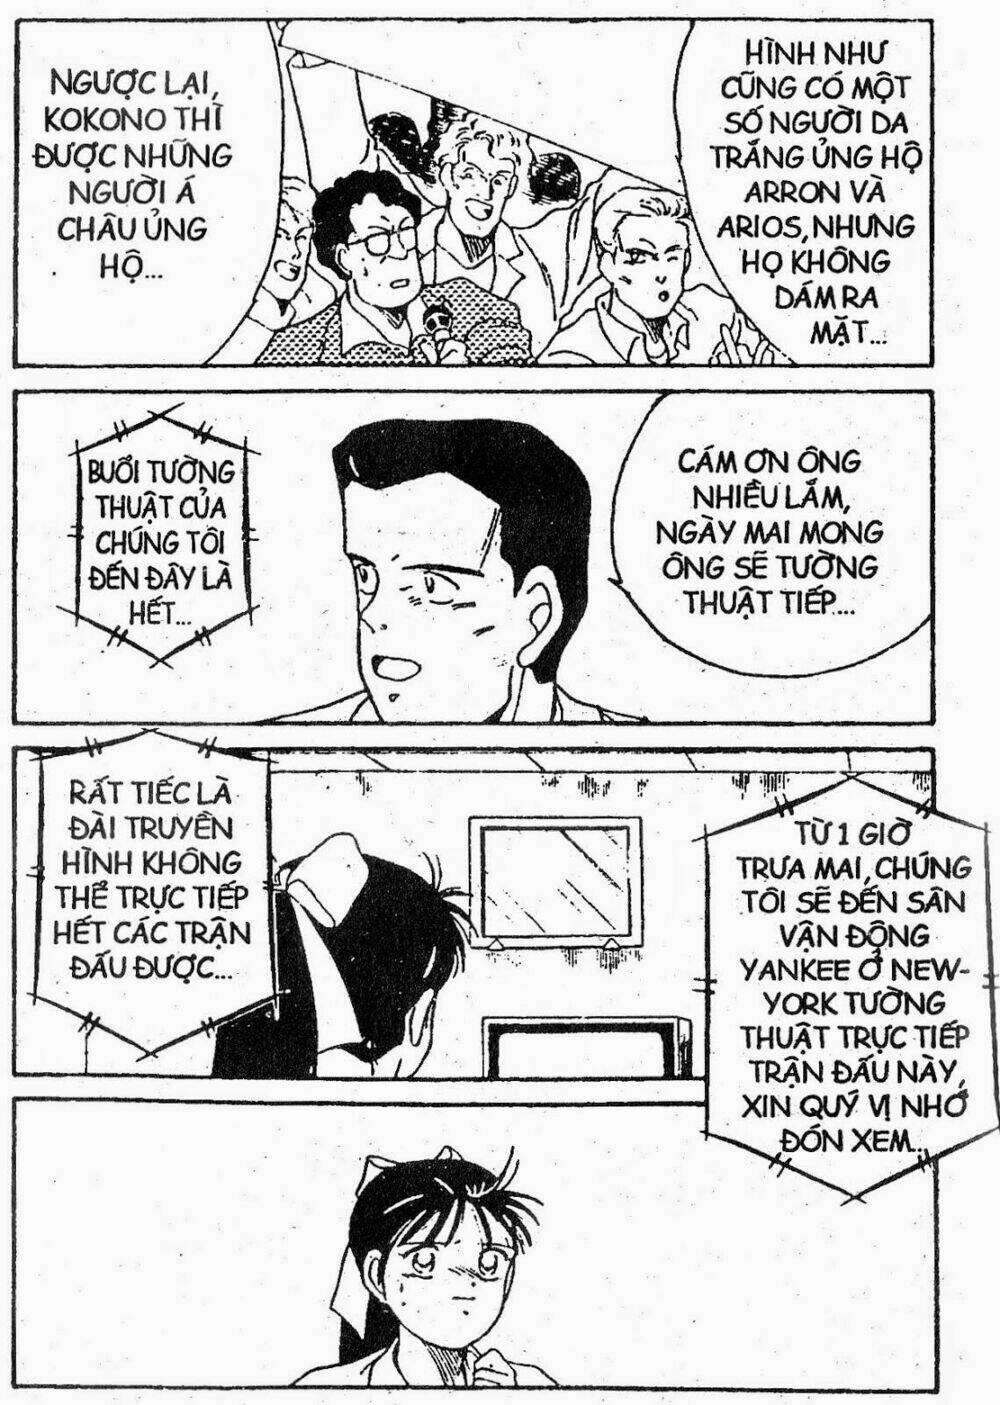 HÌNH NHƯ
CŨNG CÓ MỘT
SỐ NGƯỜI DA
TRẮNG ỦNG HỘ
ARRON VÀ
ARIOS, NHƯNG
HỌ KHÔNG
DÁM RA
MẶT...
NGƯỢC LẠI,
KOKONO THÌ
ĐƯỢC NHỮNG
NGƯỜI Á
CHÂU ỦNG
HỘ...
CÁM ƠN ÔNG
NHIỀU LẮM,
NGÀY MAI MONG
ÔNG SẼ TƯỜNG
THUẬT TIẾP...
BUỔI TƯỜNG
THUẬT CỦA
CHÚNG TÔI
ĐẾN ĐÂY LÀ
HẾT...
TỪ 1 GIỜ
TRƯA MAI, CHÚNG
TÔI SẼ ĐẾN SÂN
VẬN ĐỘNG
YANKEE Ở NEW-
YORK TƯỜNG
THUẬT TRỰC TIẾP
TRẬN ĐẤU NÀY,
XIN QUÝ VỊ NHỚ
ĐÓN XEM...
RẤT TIẾC LÀ
ĐÀI TRUYỀN
HÌNH KHÔNG
THỂ TRỰC TIẾP
HẾT CÁC TRẬN
ĐẤU ĐƯỢC...